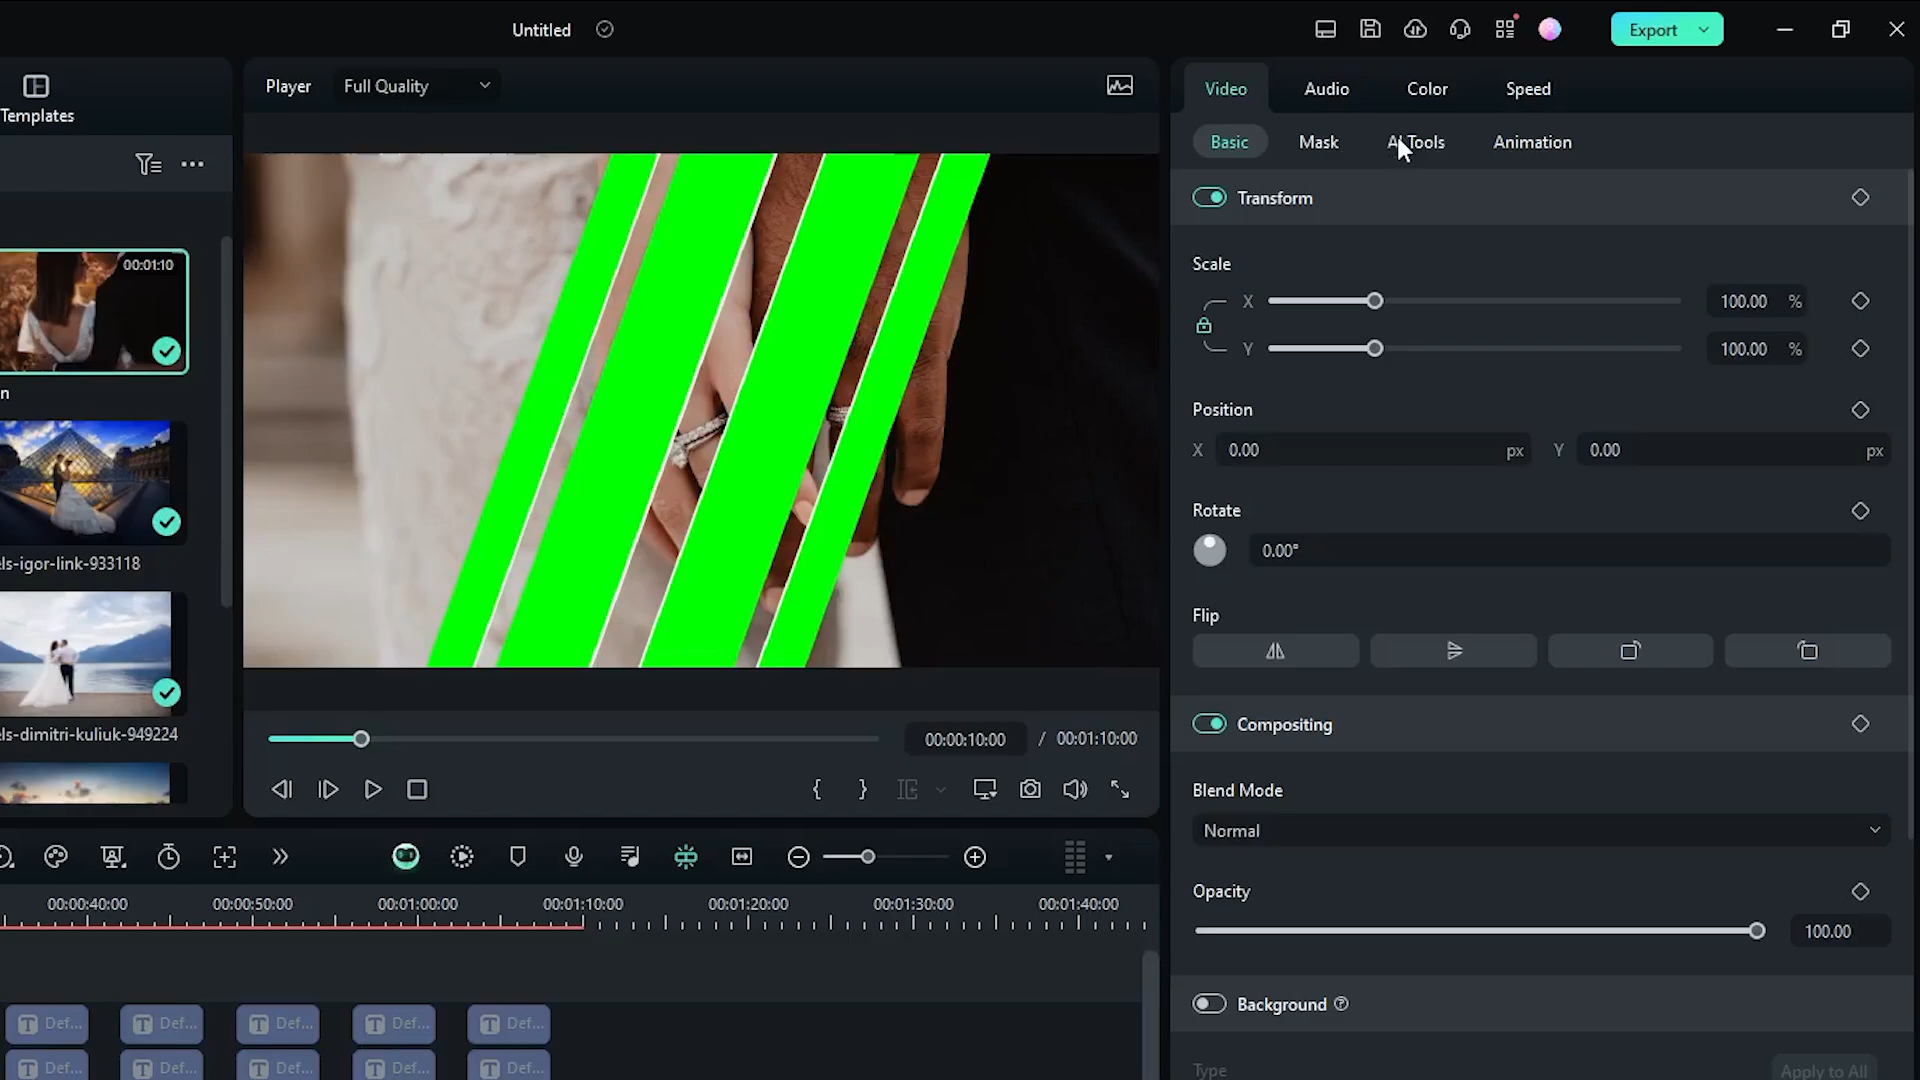 Untitled
Export
Templates
Player
Full Quality
Video
Audio
Color
Speed
Basic
Mask
AI Tools
Animation
Transform
Scale
X
100.00 %
Y
100.00 %
Position
X 0.00 px
Y 0.00 px
Rotate
0.00°
Flip
Compositing
Blend Mode
Normal
Opacity
100.00
Background
Type
Apply to All
00:01:10
n
els-igor-link-933118
els-dimitri-kuliuk-949224
00:00:10:00 / 00:01:10:00
00:00:40:00
00:00:50:00
00:01:00:00
00:01:10:00
00:01:20:00
00:01:30:00
00:01:40:00
T Def...
T Def...
T Def...
T Def...
T Def...
T Def...
T Def...
T Def...
T Def...
T Def...